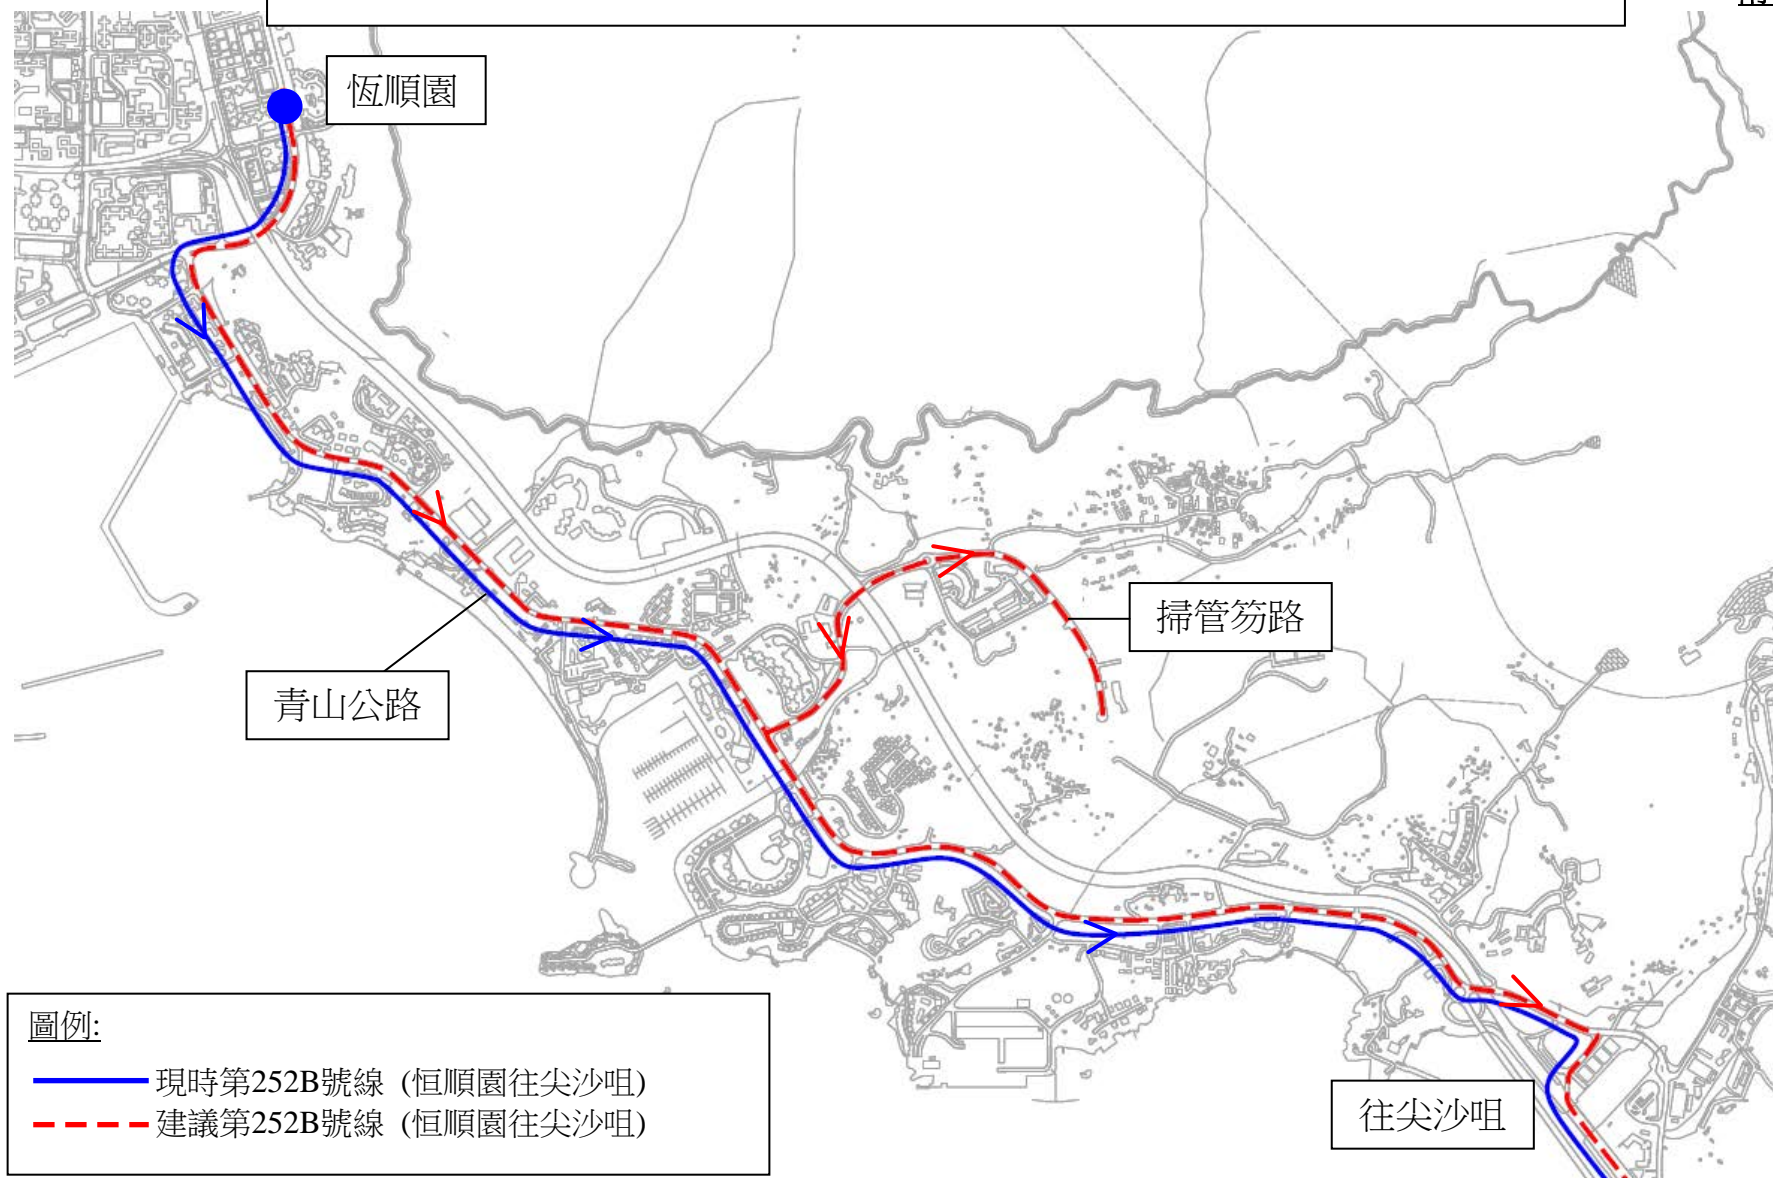 恆順園
掃管笏路
青山公路
往尖沙咀
圖例:
現時第252B號線 (恒順園往尖沙咀)
建議第252B號線 (恒順園往尖沙咀)